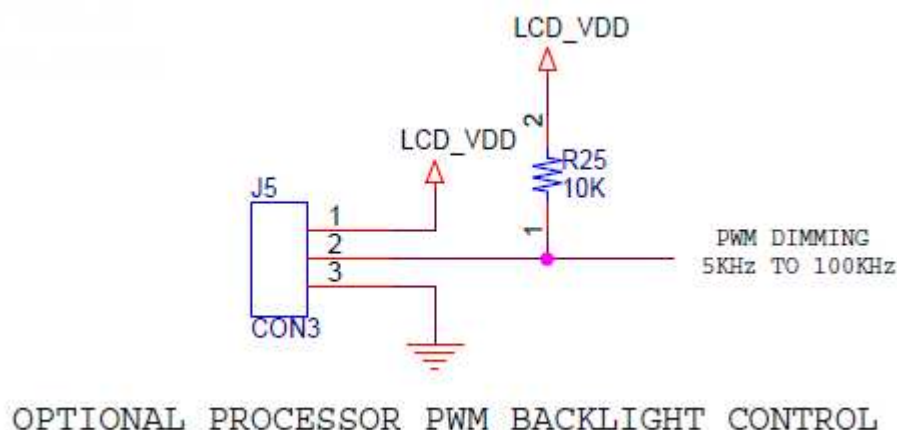 LCD_VDD
2
R25
10K
LCD_VDD
J5
1
2
3
1
CON3
PWM DIMMING
5KHz TO 100KHz
OPTIONAL PROCESSOR PWM BACKLIGHT CONTROL